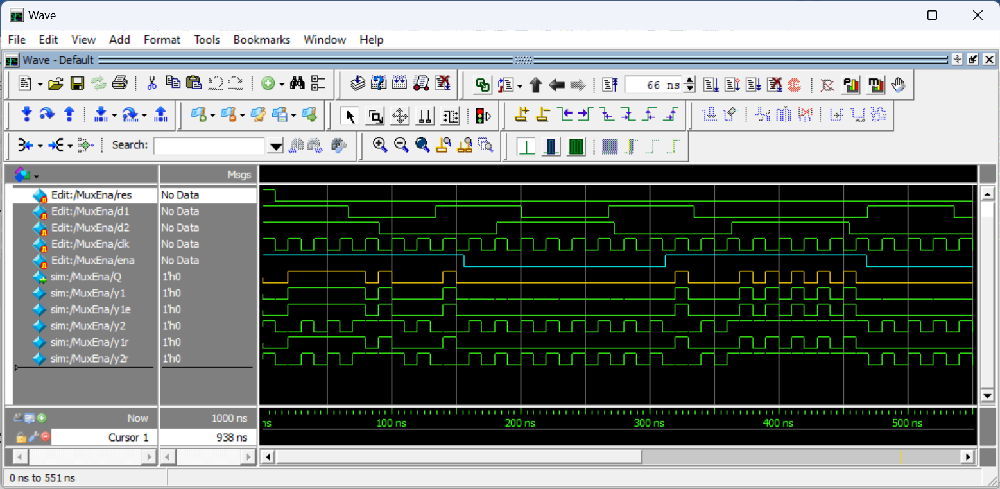 Wave
File Edit View Add Format Tools Bookmarks Window Help
Wave - Default
66 ns
Search:
Msgs
Edit:/MuxEna/res No Data
Edit:/MuxEna/d1 No Data
Edit:/MuxEna/d2 No Data
Edit:/MuxEna/clk No Data
Edit:/MuxEna/ena No Data
sim:/MuxEna/Q 1'h0
sim:/MuxEna/y1 1'h0
sim:/MuxEna/y1e 1'h0
sim:/MuxEna/y2 1'h0
sim:/MuxEna/y1r 1'h0
sim:/MuxEna/y2r 1'h0
Now 1000 ns
ns 100 ns 200 ns 300 ns 400 ns 500 ns
Cursor 1 938 ns
0 ns to 551 ns